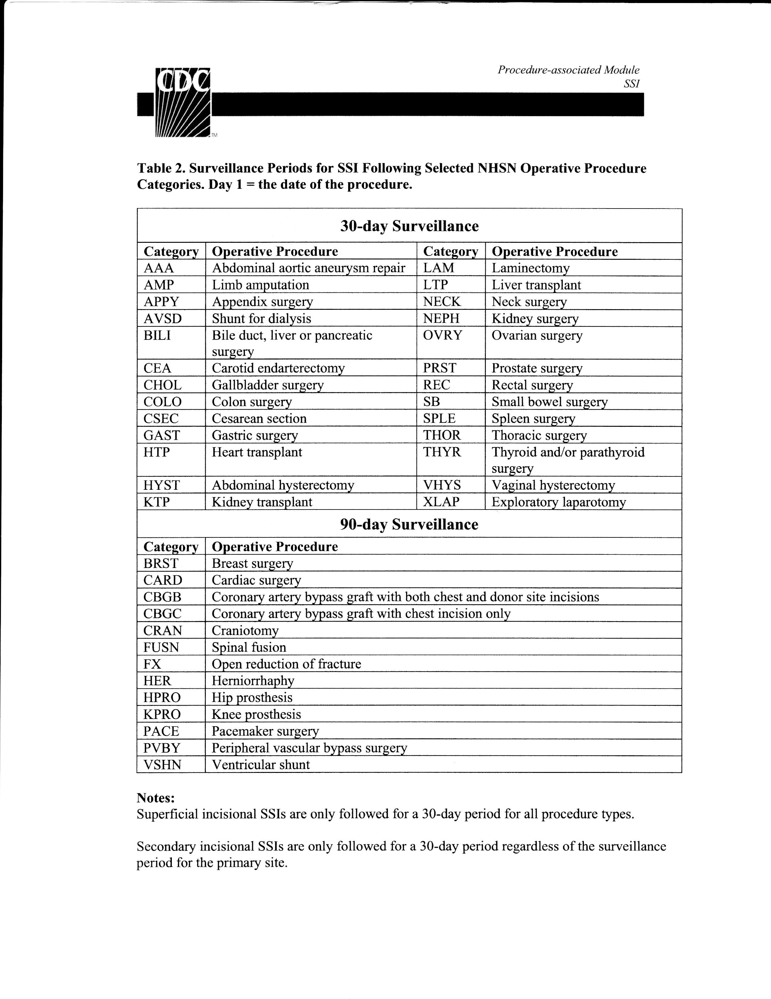 CDC
TM
Procedure-associated Module
SSI
Table 2. Surveillance Periods for SSI Following Selected NHSN Operative Procedure
Categories. Day 1 = the date of the procedure.
30-day Surveillance
Category Operative Procedure Category Operative Procedure
AAA Abdominal aortic aneurysm repair LAM Laminectomy
AMP Limb amputation LTP Liver transplant
APPY Appendix surgery NECK Neck surgery
AVSD Shunt for dialysis NEPH Kidney surgery
BILI Bile duct, liver or pancreatic OVRY Ovarian surgery
surgery
CEA Carotid endarterectomy PRST Prostate surgery
CHOL Gallbladder surgery REC Rectal surgery
COLO Colon surgery SB Small bowel surgery
CSEC Cesarean section SPLE Spleen surgery
GAST Gastric surgery THOR Thoracic surgery
HTP Heart transplant THYR Thyroid and/or parathyroid
surgery
HYST Abdominal hysterectomy VHYS Vaginal hysterectomy
KTP Kidney transplant XLAP Exploratory laparotomy
90-day Surveillance
Category Operative Procedure
BRST Breast surgery
CARD Cardiac surgery
CBGB Coronary artery bypass graft with both chest and donor site incisions
CBGC Coronary artery bypass graft with chest incision only
CRAN Craniotomy
FUSN Spinal fusion
FX Open reduction of fracture
HER Herniorrhaphy
HPRO Hip prosthesis
KPRO Knee prosthesis
PACE Pacemaker surgery
PVBY Peripheral vascular bypass surgery
VSHN Ventricular shunt
Notes:
Superficial incisional SSIs are only followed for a 30-day period for all procedure types.
Secondary incisional SSIs are only followed for a 30-day period regardless of the surveillance
period for the primary site.